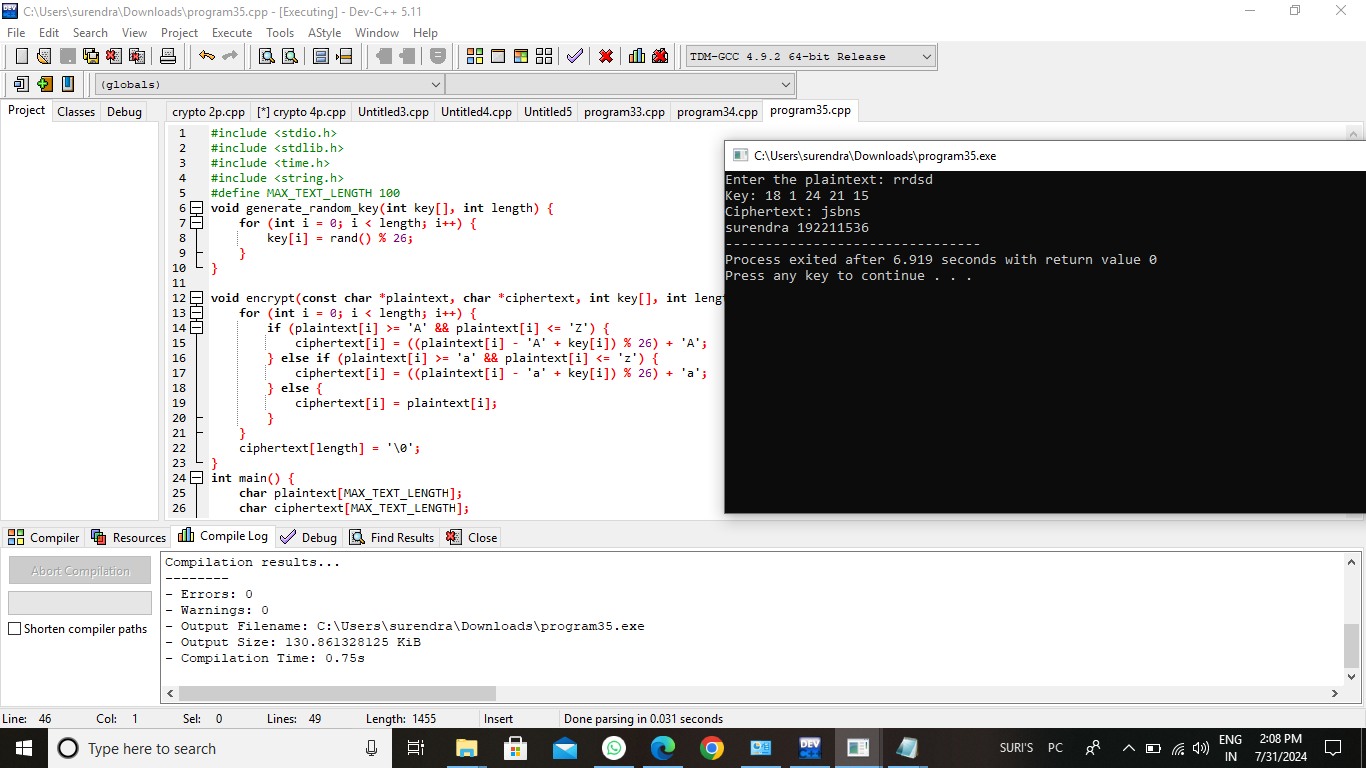 C:\Users\surendra\Downloads\program35.cpp - [Executing] - Dev-C++ 5.11
File Edit Search View Project Execute Tools AStyle Window Help
TDM-GCC 4.9.2 64-bit Release
(globals)
Project Classes Debug
crypto 2p.cpp [*] crypto 4p.cpp Untitled3.cpp Untitled4.cpp Untitled5 program33.cpp program34.cpp program35.cpp
1 #include <stdio.h>
2 #include <stdlib.h>
3 #include <time.h>
4 #include <string.h>
5 #define MAX_TEXT_LENGTH 100
6 void generate_random_key(int key[], int length) {
7 for (int i = 0; i < length; i++) {
8 key[i] = rand() % 26;
9 }
10 }
11
12 void encrypt(const char *plaintext, char *ciphertext, int key[], int lengt
13 for (int i = 0; i < length; i++) {
14 if (plaintext[i] >= 'A' && plaintext[i] <= 'Z') {
15 ciphertext[i] = ((plaintext[i] - 'A' + key[i]) % 26) + 'A';
16 } else if (plaintext[i] >= 'a' && plaintext[i] <= 'z') {
17 ciphertext[i] = ((plaintext[i] - 'a' + key[i]) % 26) + 'a';
18 } else {
19 ciphertext[i] = plaintext[i];
20 }
21 }
22 ciphertext[length] = '\0';
23 }
24 int main() {
25 char plaintext[MAX_TEXT_LENGTH];
26 char ciphertext[MAX_TEXT_LENGTH];
C:\Users\surendra\Downloads\program35.exe
Enter the plaintext: rrdsd
Key: 18 1 24 21 15
Ciphertext: jsbns
surendra 192211536
--------------------------------
Process exited after 6.919 seconds with return value 0
Press any key to continue . . .
Compiler Resources Compile Log Debug Find Results Close
Abort Compilation
Shorten compiler paths
Compilation results...
--------
- Errors: 0
- Warnings: 0
- Output Filename: C:\Users\surendra\Downloads\program35.exe
- Output Size: 130.861328125 KiB
- Compilation Time: 0.75s
Line: 46 Col: 1 Sel: 0 Lines: 49 Length: 1455 Insert Done parsing in 0.031 seconds
Type here to search
DEV
SURI'S PC
ENG
IN
2:08 PM
7/31/2024